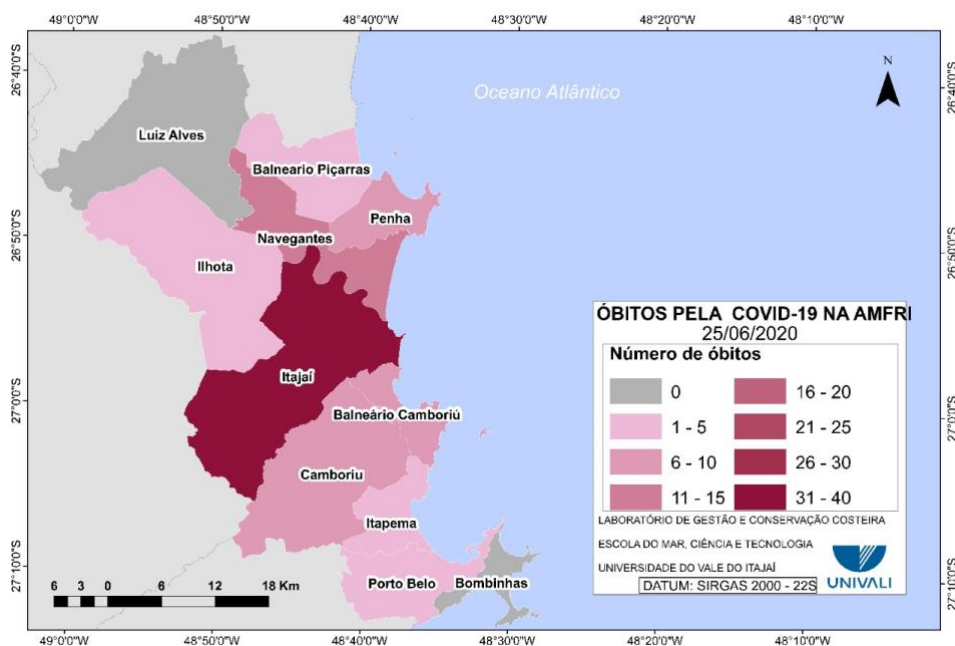 49°0'0"W 48°50'0"W 48°40'0"W 48°30'0"W 48°20'0"W 48°10'0"W
26°40'0"S
26°40'0"S
N
Oceano Atlântico
Luiz Alves
Balneario Piçarras
Penha
26°50'0"S
26°50'0"S
Navegantes
Ilhota
ÓBITOS PELA COVID-19 NA AMFRI
25/06/2020
Número de óbitos
0
16 - 20
1 - 5
21 - 25
6 - 10
26 - 30
11 - 15
31 - 40
LABORATÓRIO DE GESTÃO E CONSERVAÇÃO COSTEIRA
ESCOLA DO MAR, CIÊNCIA E TECNOLOGIA
UNIVERSIDADE DO VALE DO ITAJAÍ
DATUM: SIRGAS 2000 - 22S
UNIVALI
Itajaí
27°0'0"S
27°0'0"S
Balneário Camboriú
Camboriu
Itapema
Porto Belo
Bombinhas
27°10'0"S
27°10'0"S
6 3 0 6 12 18 Km
49°0'0"W 48°50'0"W 48°40'0"W 48°30'0"W 48°20'0"W 48°10'0"W